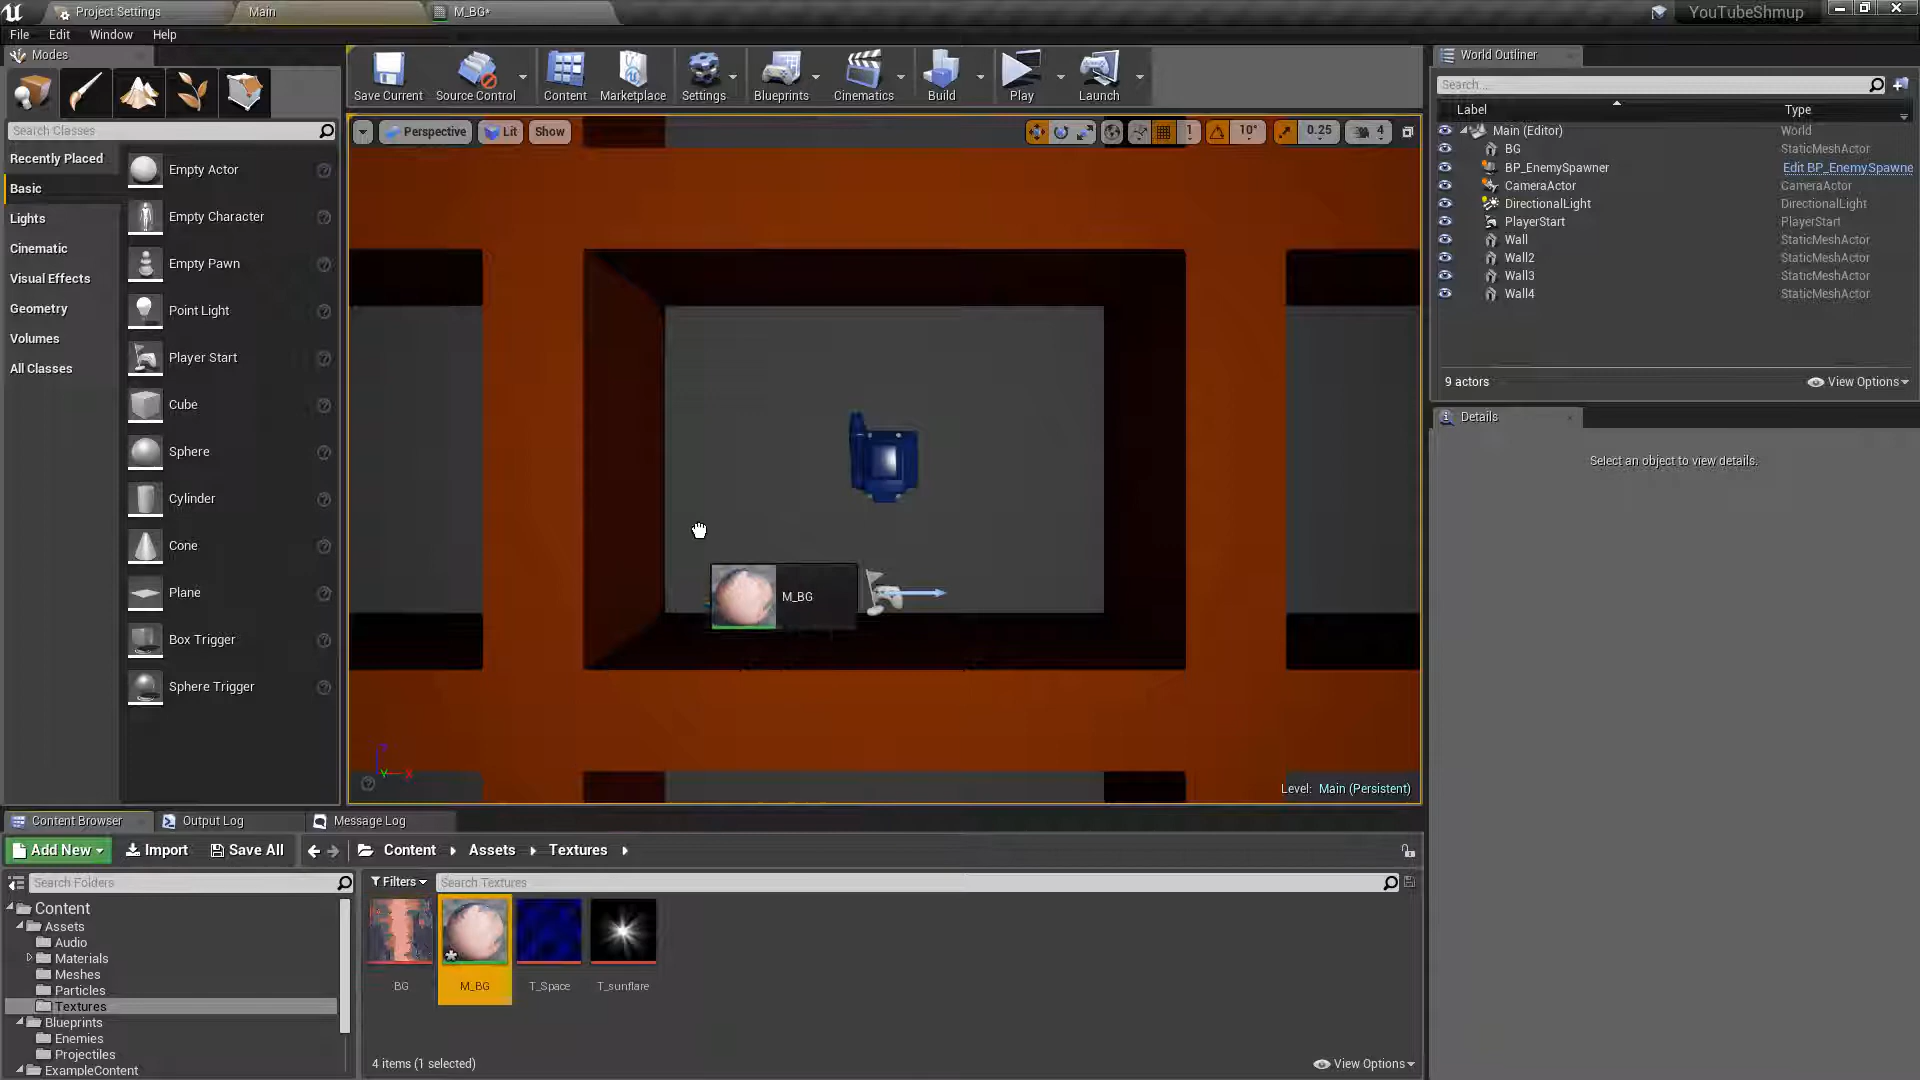 Project Settings
Main
M_BG*
YouTubeShmup
File Edit Window Help
Modes
Save Current
Source Control
Content
Marketplace
Settings
Blueprints
Cinematics
Build
Play
Launch
World Outliner
Search...
Label Type
Main (Editor) World
BG StaticMeshActor
BP_EnemySpawner Edit BP_EnemySpawne
CameraActor CameraActor
DirectionalLight DirectionalLight
PlayerStart PlayerStart
Wall StaticMeshActor
Wall2 StaticMeshActor
Wall3 StaticMeshActor
Wall4 StaticMeshActor
9 actors
View Options
Details
Select an object to view details.
Search Classes
Recently Placed
Basic
Lights
Cinematic
Visual Effects
Geometry
Volumes
All Classes
Empty Actor
Empty Character
Empty Pawn
Point Light
Player Start
Cube
Sphere
Cylinder
Cone
Plane
Box Trigger
Sphere Trigger
Perspective
Lit
Show
1
10°
0.25
4
M_BG
Level: Main (Persistent)
Content Browser
Output Log
Message Log
Add New
Import
Save All
Content
Assets
Textures
Search Folders
Filters
Search Textures
Content
Assets
Audio
Materials
Meshes
Particles
Textures
Blueprints
Enemies
Projectiles
ExampleContent
BG
M_BG
T_Space
T_sunflare
4 items (1 selected)
View Options